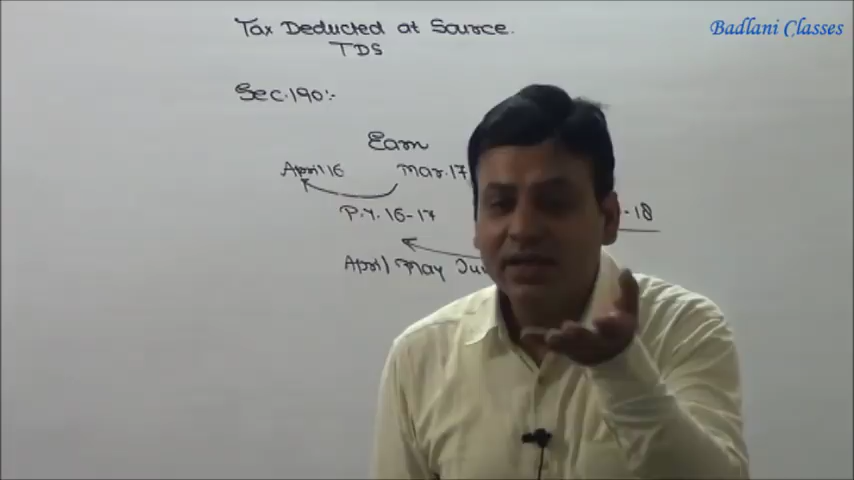 Badlani Classes
Tax Deducted at Source.
TDS
Sec.190:-
Earn
April 16 Mar.17
P.Y. 16-17 -18
April May